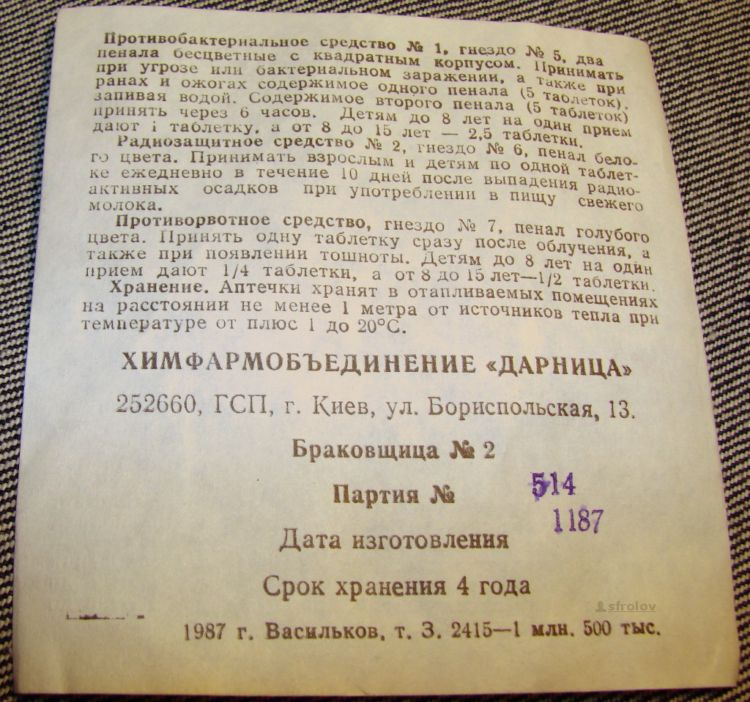 Противобактериальное средство № 1, гнездо № 5, два
пенала бесцветные с квадратным корпусом. Принимать
при угрозе или бактериальном заражении, а также при
ранах и ожогах содержимое одного пенала (5 таблеток),
запивая водой. Содержимое второго пенала (5 таблеток)
принять через 6 часов. Детям до 8 лет на один прием
дают 1 таблетку, а от 8 до 15 лет — 2,5 таблетки.
Радиозащитное средство № 2, гнездо № 6, пенал бело-
го цвета. Принимать взрослым и детям по одной таблет-
ке ежедневно в течение 10 дней после выпадения радио-
активных осадков при употреблении в пищу свежего
молока.
Противорвотное средство, гнездо № 7, пенал голубого
цвета. Принять одну таблетку сразу после облучения, а
также при появлении тошноты. Детям до 8 лет на один
прием дают 1/4 таблетки, а от 8 до 15 лет—1/2 таблетки.
Хранение. Аптечки хранят в отапливаемых помещениях
на расстоянии не менее 1 метра от источников тепла при
температуре от плюс 1 до 20°С.
ХИМФАРМОБЪЕДИНЕНИЕ «ДАРНИЦА»
252660, ГСП, г. Киев, ул. Бориспольская, 13.
Браковщица № 2
Партия № 514
1187
Дата изготовления
Срок хранения 4 года
sfrolov
1987 г. Васильков, т. З. 2415—1 млн. 500 тыс.